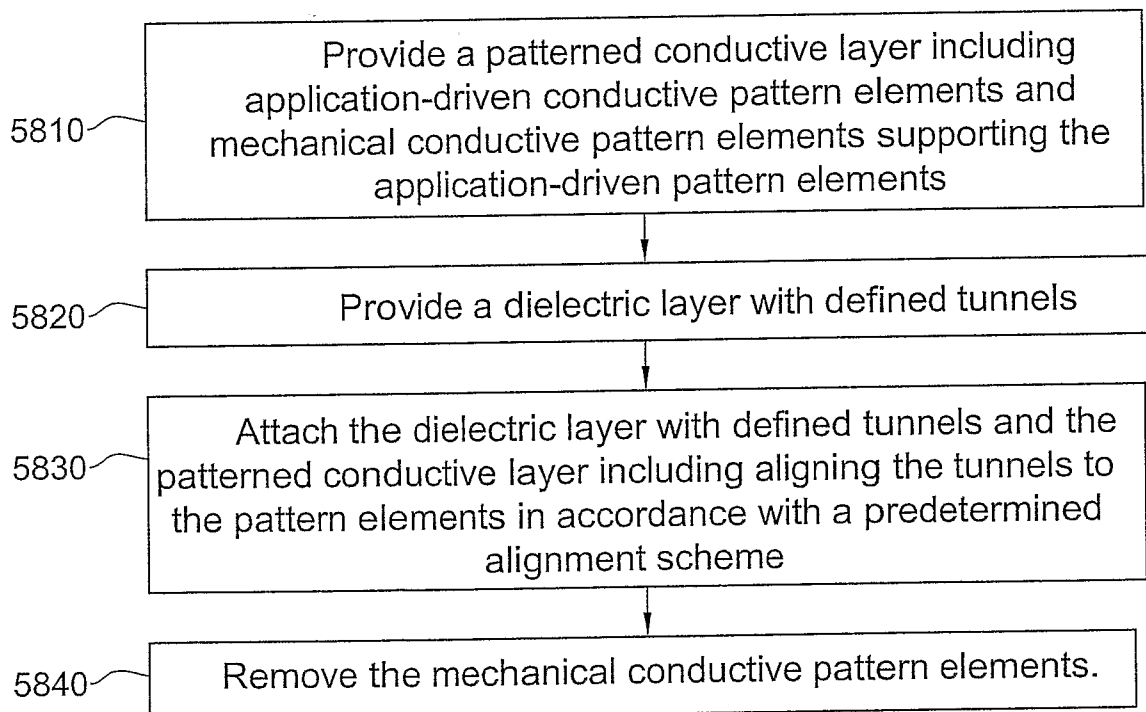 5810
Provide a patterned conductive layer including
application-driven conductive pattern elements and
mechanical conductive pattern elements supporting the
application-driven pattern elements
5820
Provide a dielectric layer with defined tunnels
5830
Attach the dielectric layer with defined tunnels and the
patterned conductive layer including aligning the tunnels to
the pattern elements in accordance with a predetermined
alignment scheme
5840
Remove the mechanical conductive pattern elements.